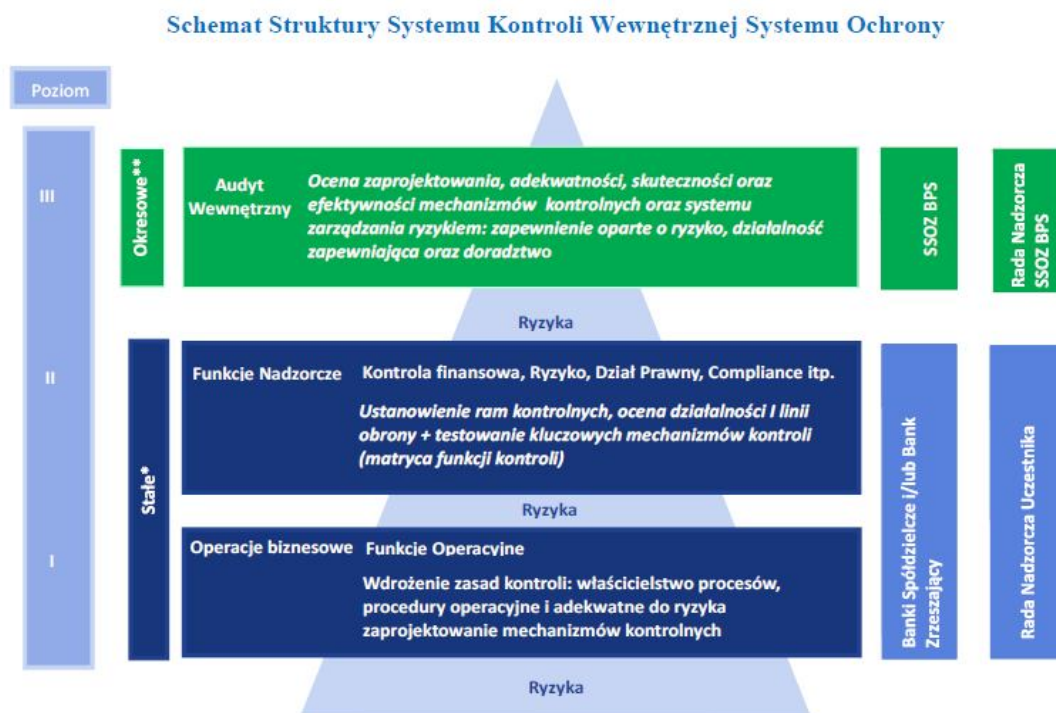 Schemat Struktury Systemu Kontroli Wewnętrznej Systemu Ochrony
Poziom
III
Okresowe**
Audyt
Wewnętrzny
Ocena zaprojektowania, adekwatności, skuteczności oraz
efektywności mechanizmów kontrolnych oraz systemu
zarządzania ryzykiem: zapewnienie oparte o ryzyko, działalność
zapewniająca oraz doradztwo
SSOZ BPS
Rada Nadzorcza
SSOZ BPS
Ryzyka
II
Stałe*
Funkcje Nadzorcze
Kontrola finansowa, Ryzyko, Dział Prawny, Compliance itp.
Ustanowienie ram kontrolnych, ocena działalności I linii
obrony + testowanie kluczowych mechanizmów kontroli
(matryca funkcji kontroli)
Banki Spółdzielcze i/lub Bank
Zrzeszający
Rada Nadzorcza Uczestnika
Ryzyka
I
Operacje biznesowe
Funkcje Operacyjne
Wdrożenie zasad kontroli: właścicielstwo procesów,
procedury operacyjne i adekwatne do ryzyka
zaprojektowanie mechanizmów kontrolnych
Ryzyka